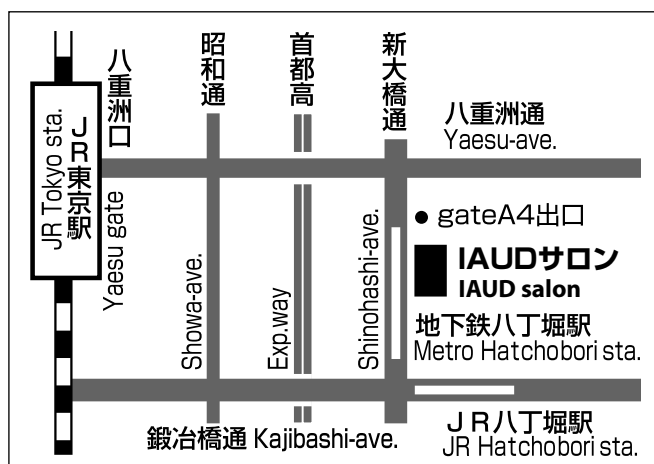 JR Tokyo sta.
JR東京駅
八重洲口
Yaesu gate
昭和通
Showa-ave.
首都高
Exp.way
新大橋通
Shinohashi-ave.
八重洲通
Yaesu-ave.
gateA4出口
IAUDサロン
IAUD salon
地下鉄八丁堀駅
Metro Hatchobori sta.
鍛冶橋通 Kajibashi-ave.
JR八丁堀駅
JR Hatchobori sta.